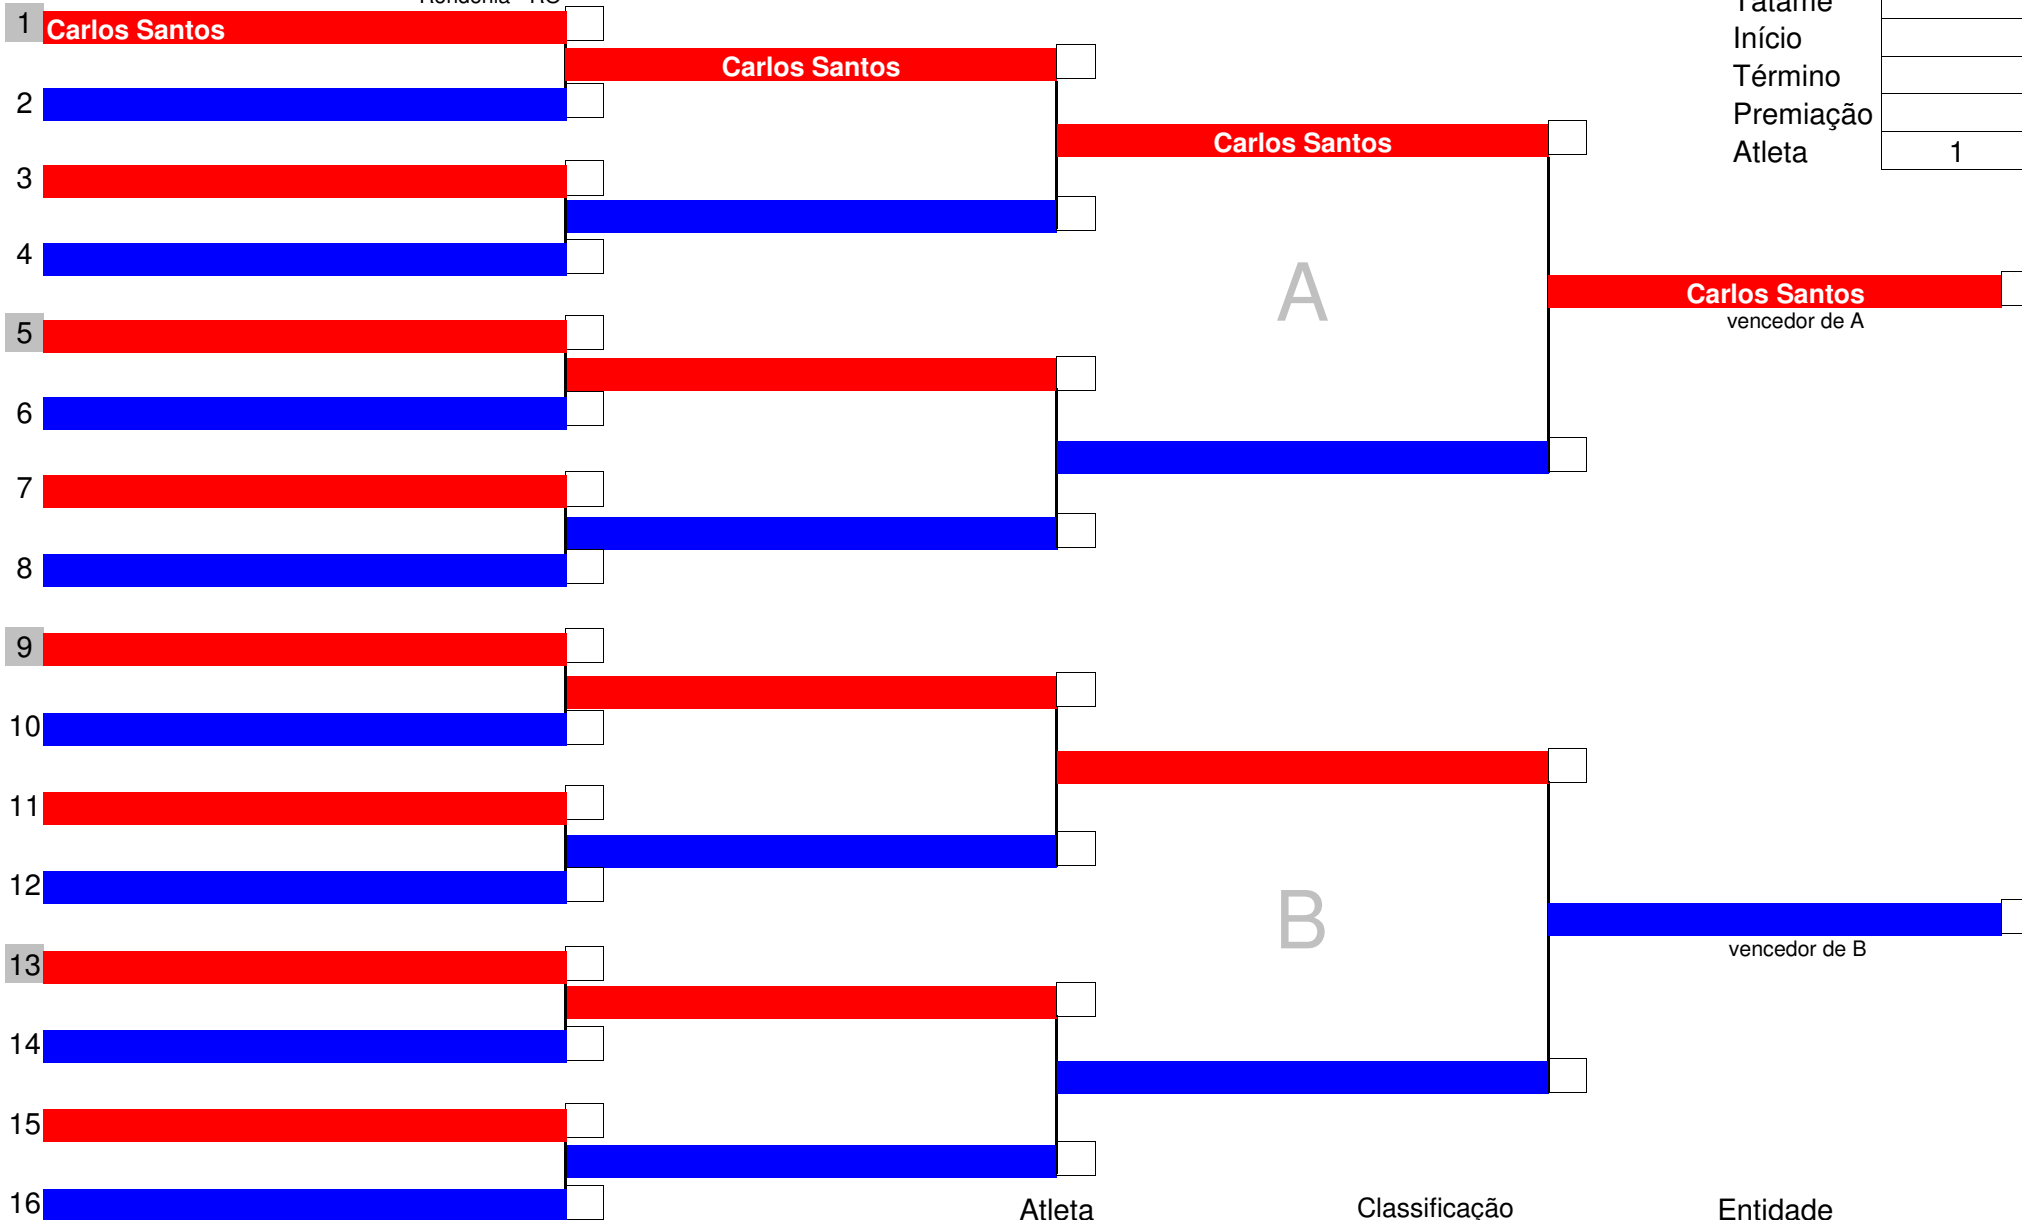 1 Carlos Santos
Carlos Santos
2
Carlos Santos
3
4
5
6
7
8
9
10
11
12
13
14
15
16
A
B
Carlos Santos
vencedor de A
vencedor de B
Tatame
Início
Término
Premiação
Atleta 1
Atleta Classificação Entidade